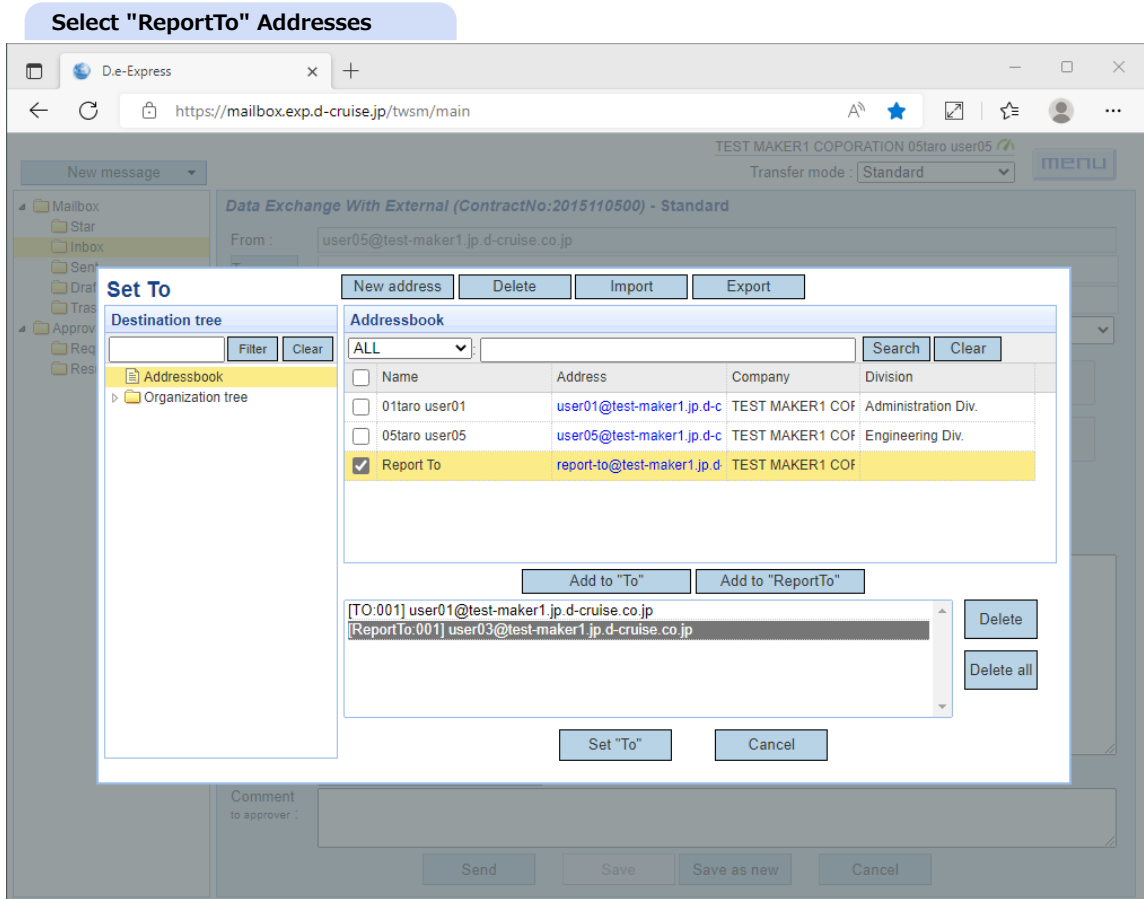 Select "ReportTo" Addresses
D.e-Express
https://mailbox.exp.d-cruise.jp/twsm/main
TEST MAKER1 COPORATION 05taro user05
New message
Transfer mode : Standard
menu
Mailbox
Star
Inbox
Sent
Draf
Tras
Approv
Req
Res
Data Exchange With External (ContractNo:2015110500) - Standard
From : user05@test-maker1.jp.d-cruise.co.jp
Set To
New address Delete Import Export
Destination tree
Filter Clear
Addressbook
Organization tree
Addressbook
ALL : Search Clear
Name Address Company Division
01taro user01 user01@test-maker1.jp.d-c TEST MAKER1 COF Administration Div.
05taro user05 user05@test-maker1.jp.d-c TEST MAKER1 COF Engineering Div.
Report To report-to@test-maker1.jp.d- TEST MAKER1 COF
Add to "To" Add to "ReportTo"
[TO:001] user01@test-maker1.jp.d-cruise.co.jp
[ReportTo:001] user03@test-maker1.jp.d-cruise.co.jp
Delete
Delete all
Set "To" Cancel
Comment
to approver :
Send Save Save as new Cancel